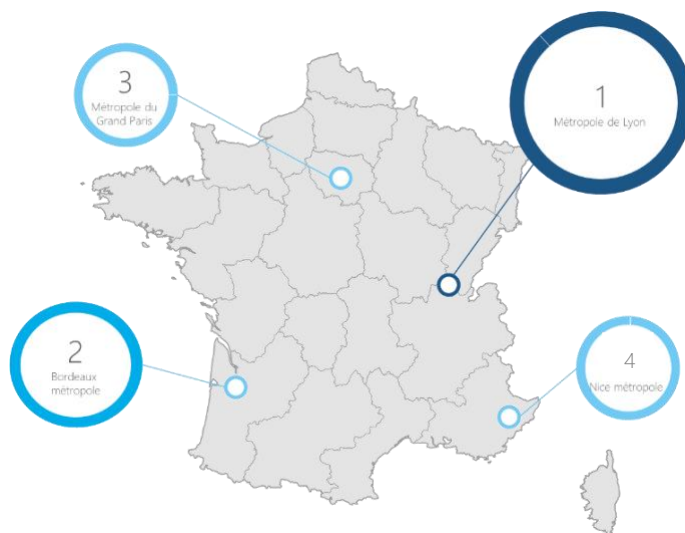 3
Métropole du
Grand Paris
1
Métropole de Lyon
2
Bordeaux
métropole
4
Nice métropole